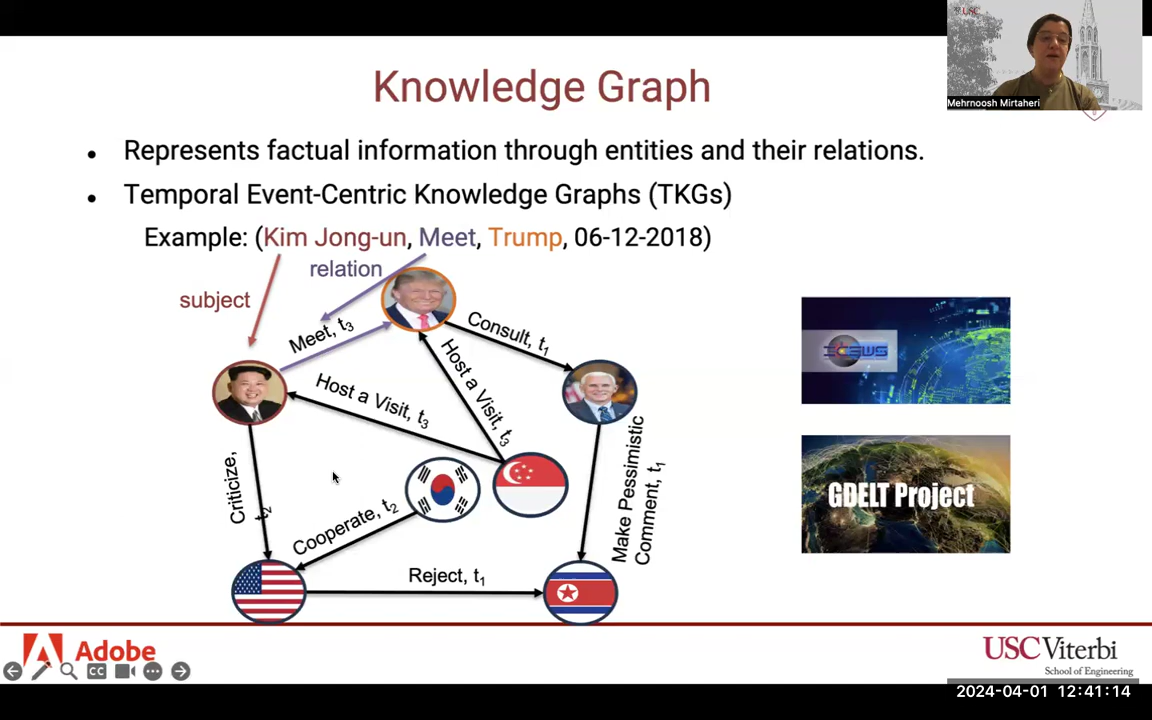 USC
Mehrnoosh Mirtaheri
Knowledge Graph
Represents factual information through entities and their relations.
Temporal Event-Centric Knowledge Graphs (TKGs)
Example: (Kim Jong-un, Meet, Trump, 06-12-2018)
relation
subject
Meet, t3
Consult, t1
Host a Visit, t3
Host a Visit, t3
Criticize, t2
Cooperate, t2
Make Pessimistic
Comment, t1
Reject, t1
ICEWS
GDELT Project
Adobe
CC
USC Viterbi
School of Engineering
2024-04-01 12:41:14